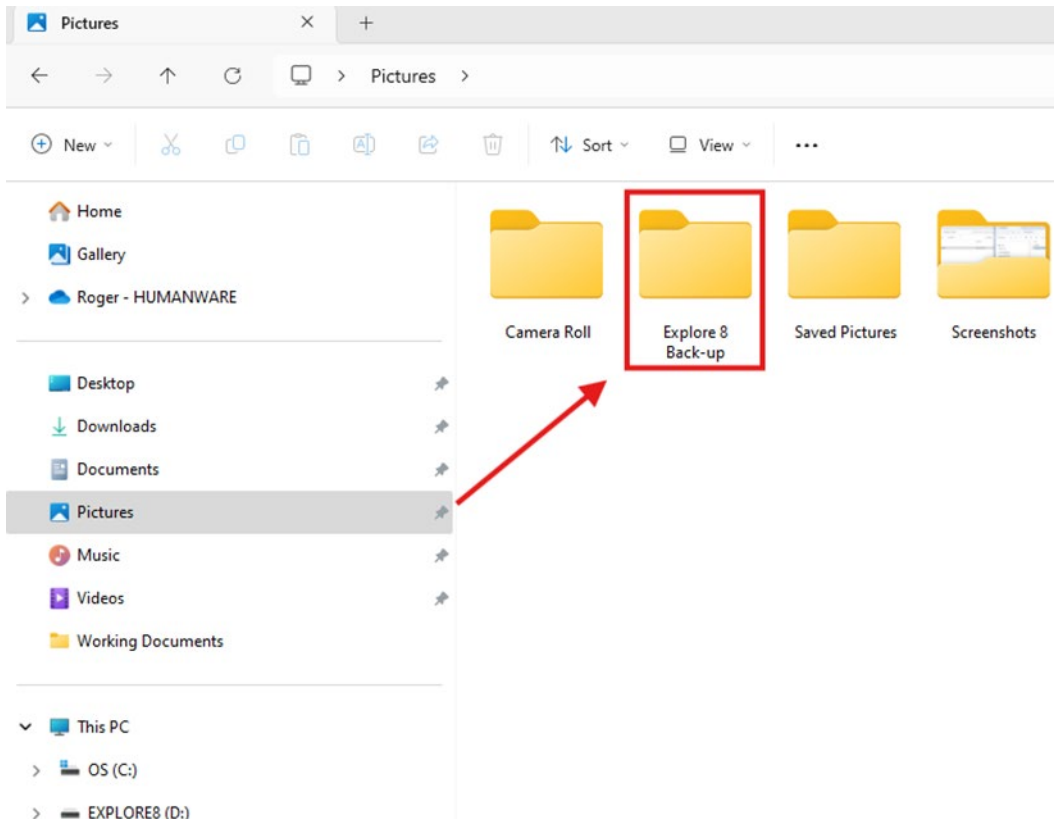 Pictures
Pictures
New
Sort
View
Home
Gallery
Roger - HUMANWARE
Desktop
Downloads
Documents
Pictures
Music
Videos
Working Documents
This PC
OS (C:)
EXPLORE8 (D:)
Camera Roll
Explore 8
Back-up
Saved Pictures
Screenshots